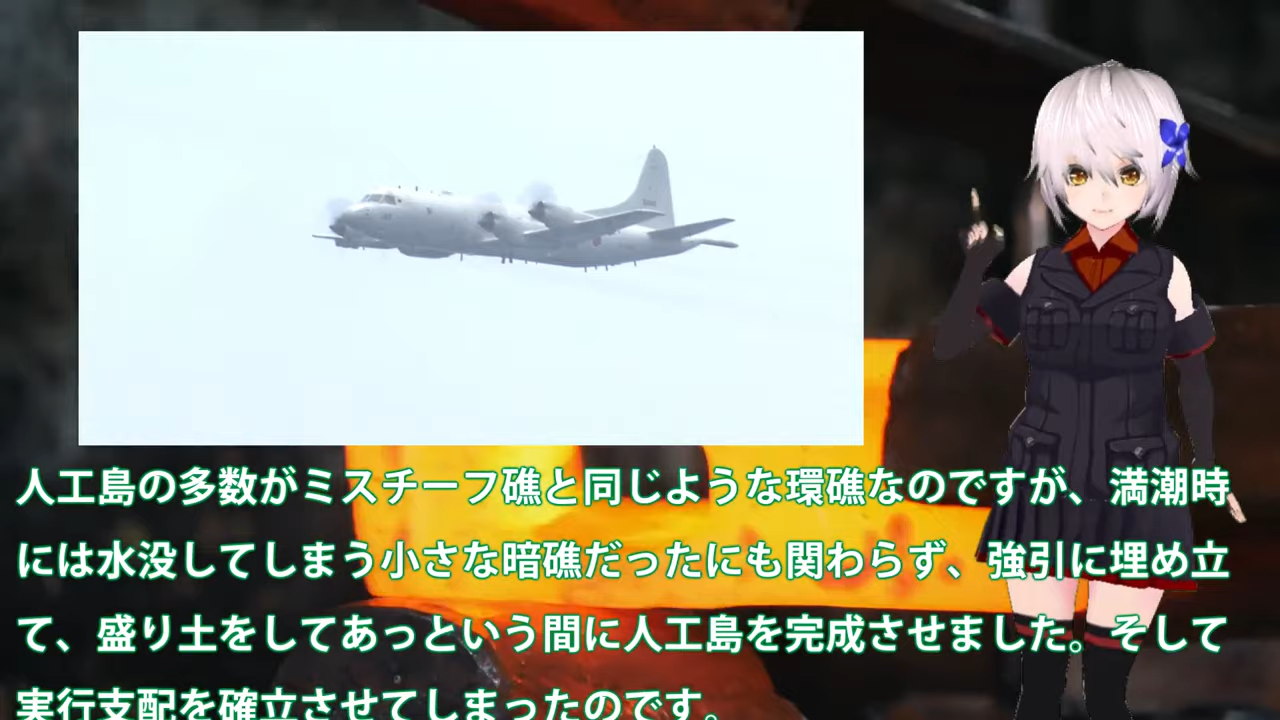 人工島の多数がミスチーフ礁と同じような環礁なのですが、満潮時
には水没してしまう小さな暗礁だったにも関わらず、強引に埋め立
て、盛り土をしてあっという間に人工島を完成させました。そして
実行支配を確立させてしまったのです。